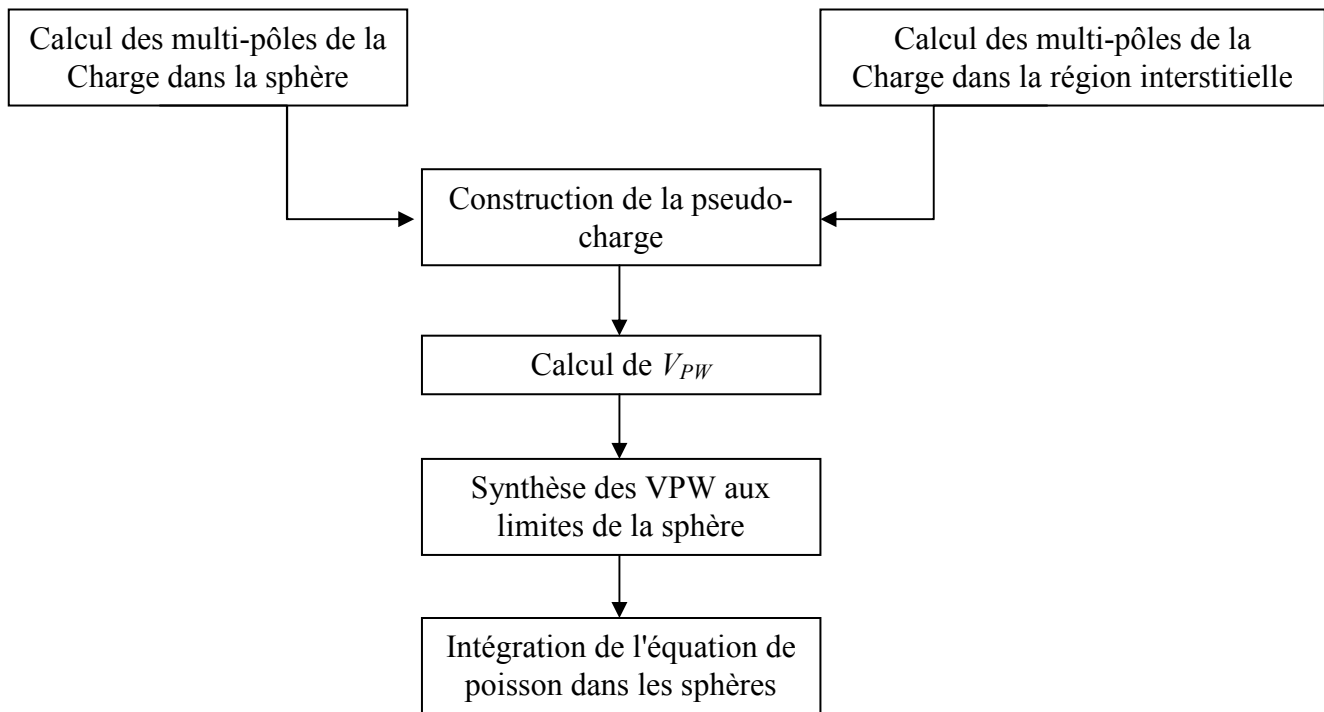 Calcul des multi-pôles de la
Charge dans la sphère
Calcul des multi-pôles de la
Charge dans la région interstitielle
Construction de la pseudo-
charge
Calcul de V_PW
Synthèse des VPW aux
limites de la sphère
Intégration de l'équation de
poisson dans les sphères